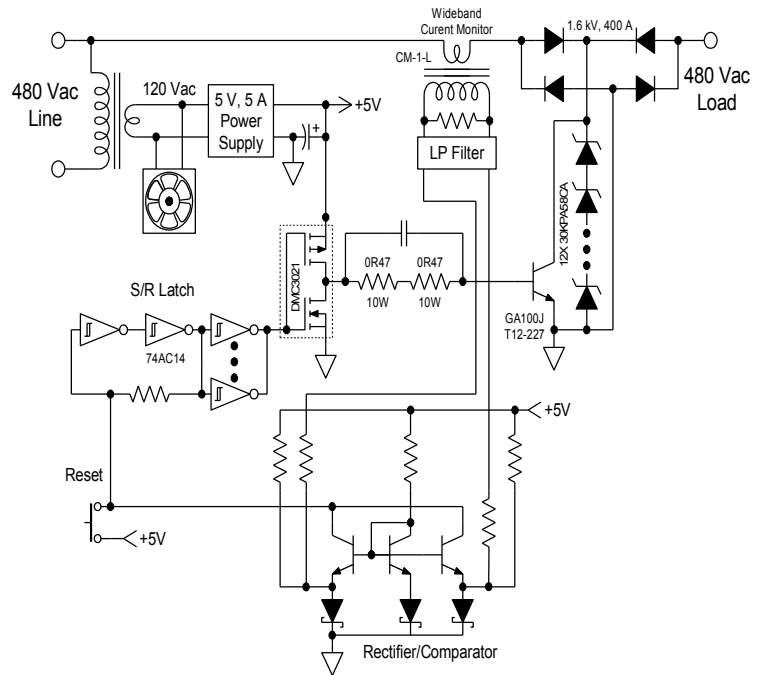 Wideband
Curent Monitor
1.6 kV, 400 A
CM-1-L
480 Vac
Line
120 Vac
5 V, 5 A
Power
Supply
+5V
+
480 Vac
Load
LP Filter
12X 30KPA58CA
DMC3021
0R47
0R47
10W
10W
S/R Latch
74AC14
GA100J
T12-227
+5V
Reset
+5V
Rectifier/Comparator